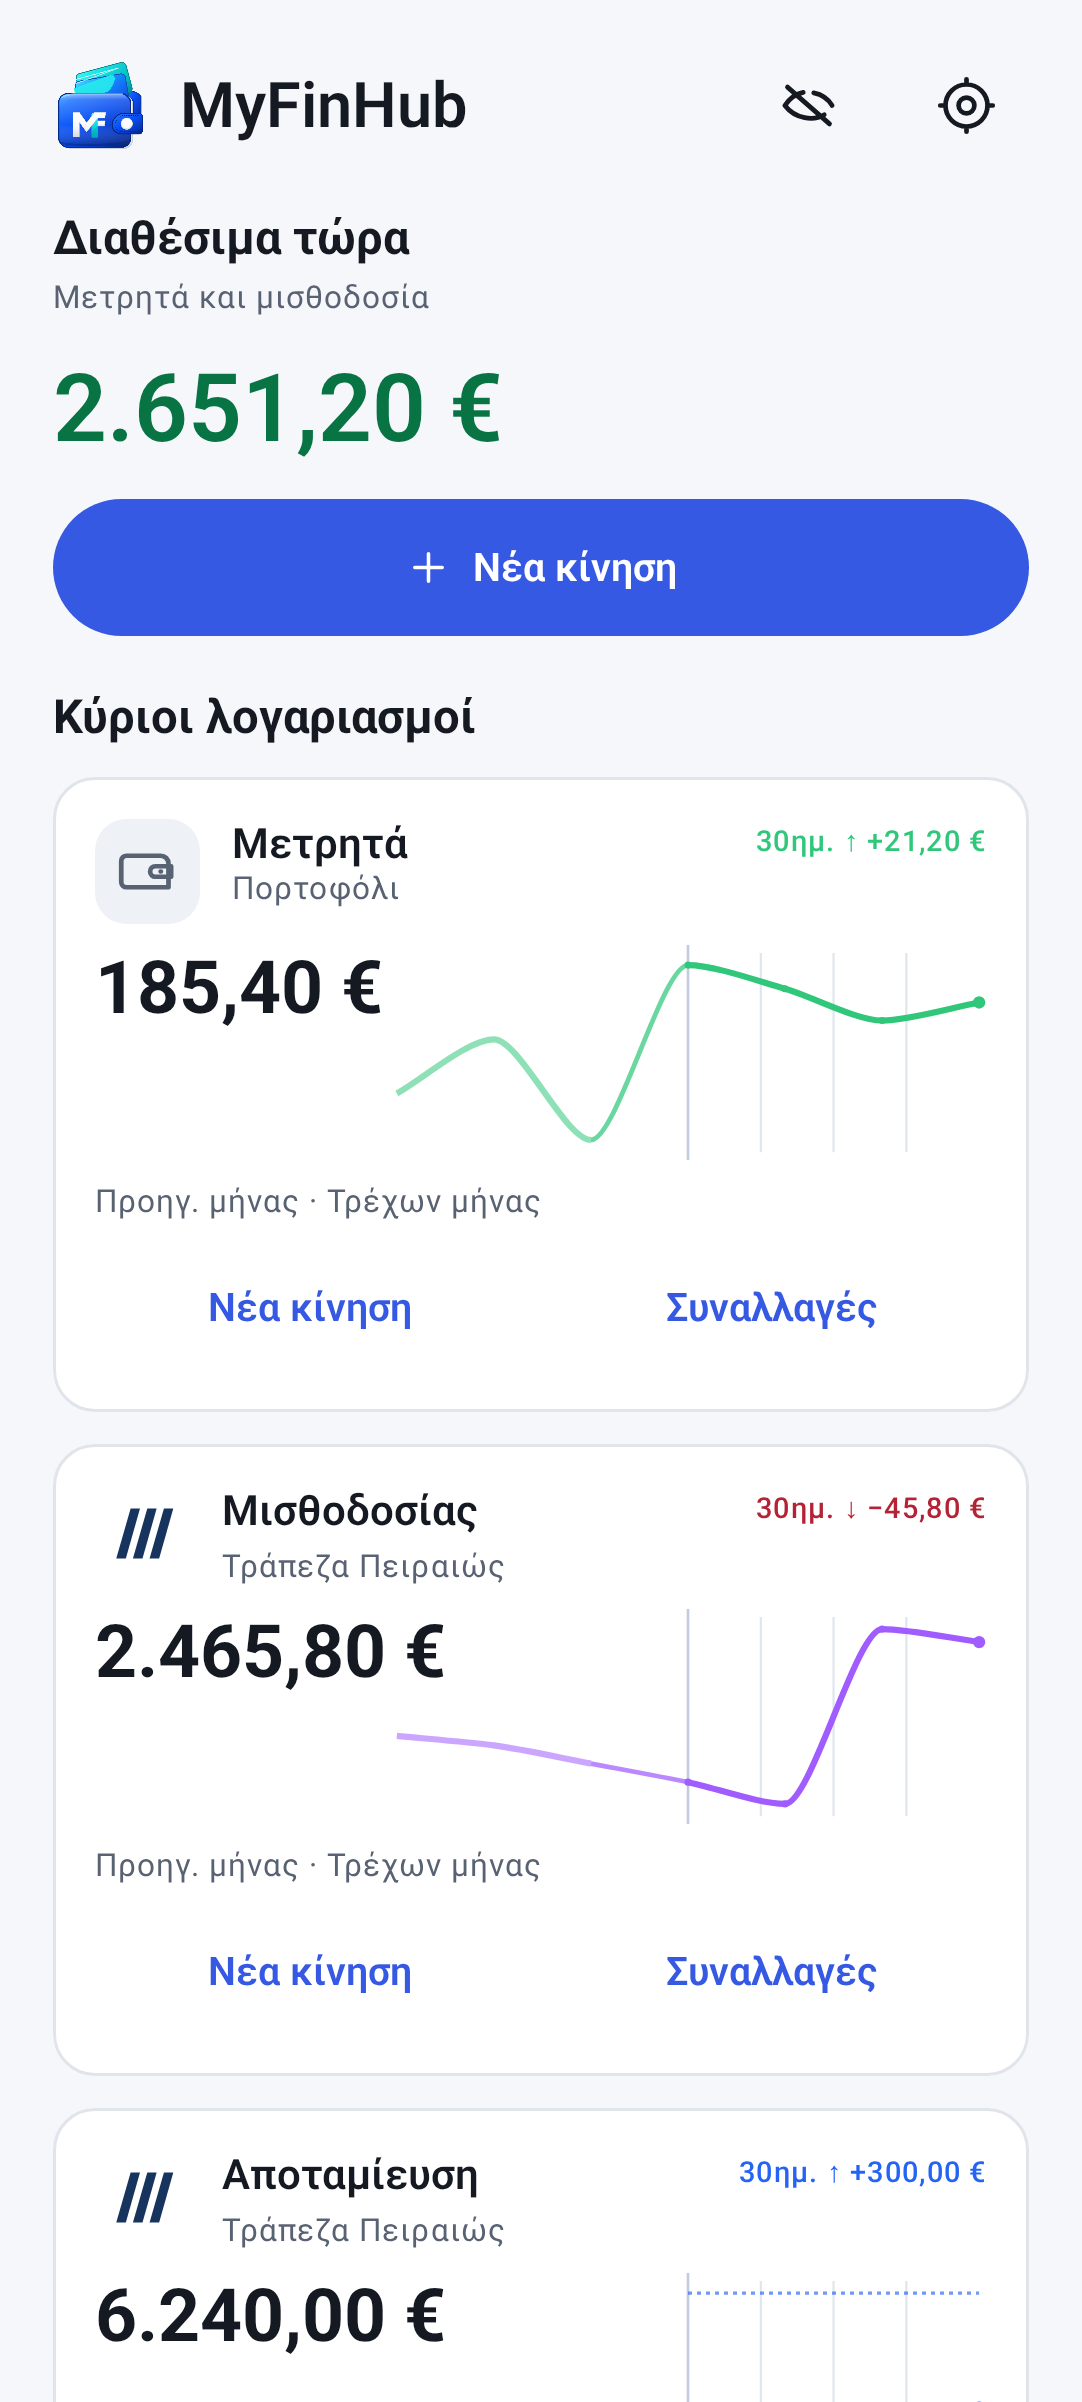 MyFinHub
Διαθέσιμα τώρα
Μετρητά και μισθοδοσία
2.651,20 €
Νέα κίνηση
Κύριοι λογαριασμοί
Μετρητά
30ημ. ↑ +21,20 €
Πορτοφόλι
185,40 €
Προηγ. μήνας · Τρέχων μήνας
Νέα κίνηση
Συναλλαγές
Μισθοδοσίας
30ημ. ↓ −45,80 €
Τράπεζα Πειραιώς
2.465,80 €
Προηγ. μήνας · Τρέχων μήνας
Νέα κίνηση
Συναλλαγές
Αποταμίευση
30ημ. ↑ +300,00 €
Τράπεζα Πειραιώς
6.240,00 €